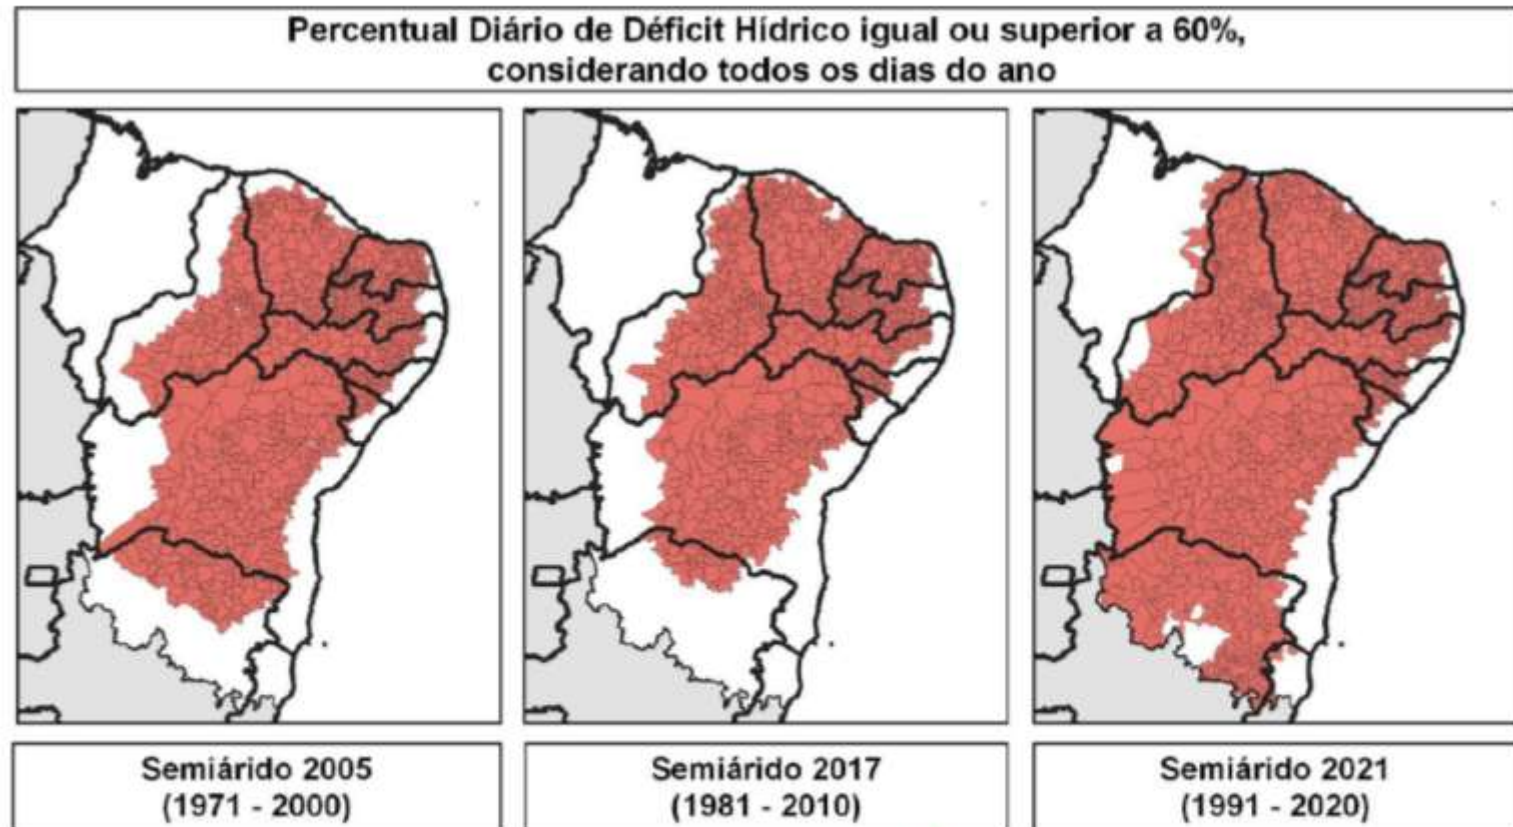 Percentual Diário de Déficit Hídrico igual ou superior a 60%,
considerando todos os dias do ano
Semiárido 2005
(1971 - 2000)
Semiárido 2017
(1981 - 2010)
Semiárido 2021
(1991 - 2020)